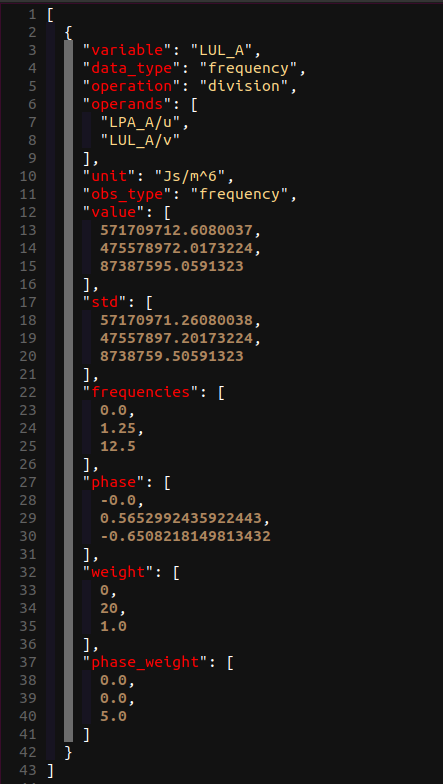 1 [
2   {
3     "variable": "LUL_A",
4     "data_type": "frequency",
5     "operation": "division",
6     "operands": [
7       "LPA_A/u",
8       "LUL_A/v"
9     ],
10     "unit": "Js/m^6",
11     "obs_type": "frequency",
12     "value": [
13       571709712.6080037,
14       475578972.0173224,
15       87387595.0591323
16     ],
17     "std": [
18       57170971.26080038,
19       47557897.20173224,
20       8738759.50591323
21     ],
22     "frequencies": [
23       0.0,
24       1.25,
25       12.5
26     ],
27     "phase": [
28       -0.0,
29       0.5652992435922443,
30       -0.6508218149813432
31     ],
32     "weight": [
33       0,
34       20,
35       1.0
36     ],
37     "phase_weight": [
38       0.0,
39       0.0,
40       5.0
41     ]
42   }
43 ]